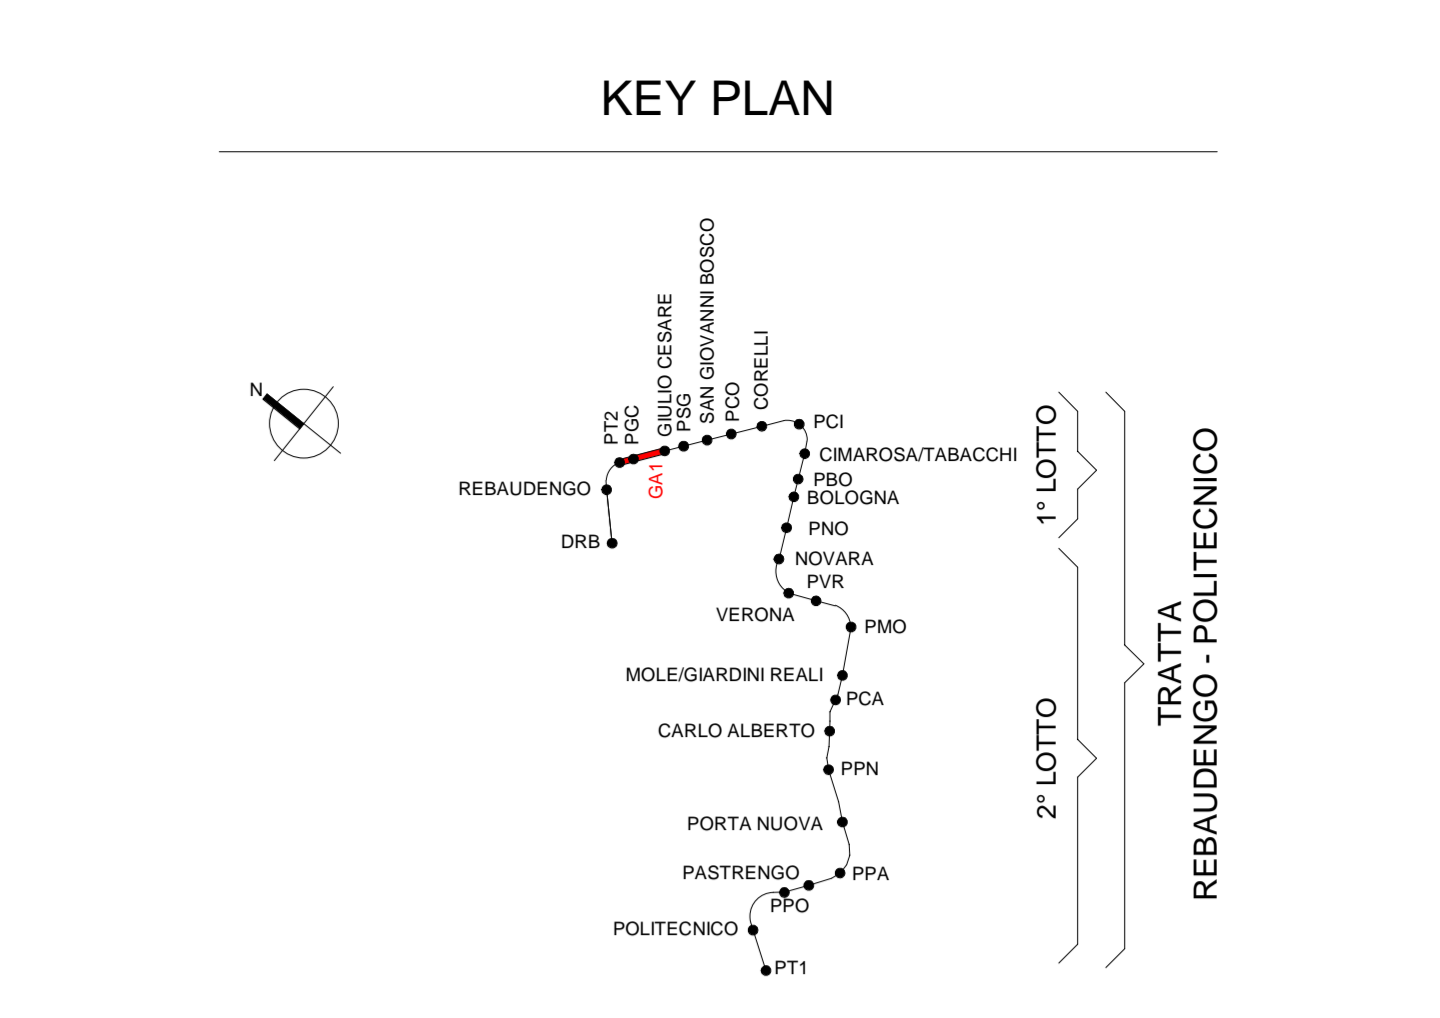 KEY PLAN
N
PT2
PGC
GIULIO CESARE
PSG
SAN GIOVANNI BOSCO
PCO
CORELLI
PCI
CIMAROSA/TABACCHI
GA1
REBAUDENGO
PBO
BOLOGNA
DRB
PNO
NOVARA
PVR
VERONA
PMO
MOLE/GIARDINI REALI
PCA
CARLO ALBERTO
PPN
PORTA NUOVA
PASTRENGO
PPA
PPO
POLITECNICO
PT1
1° LOTTO
2° LOTTO
TRATTA
REBAUDENGO - POLITECNICO